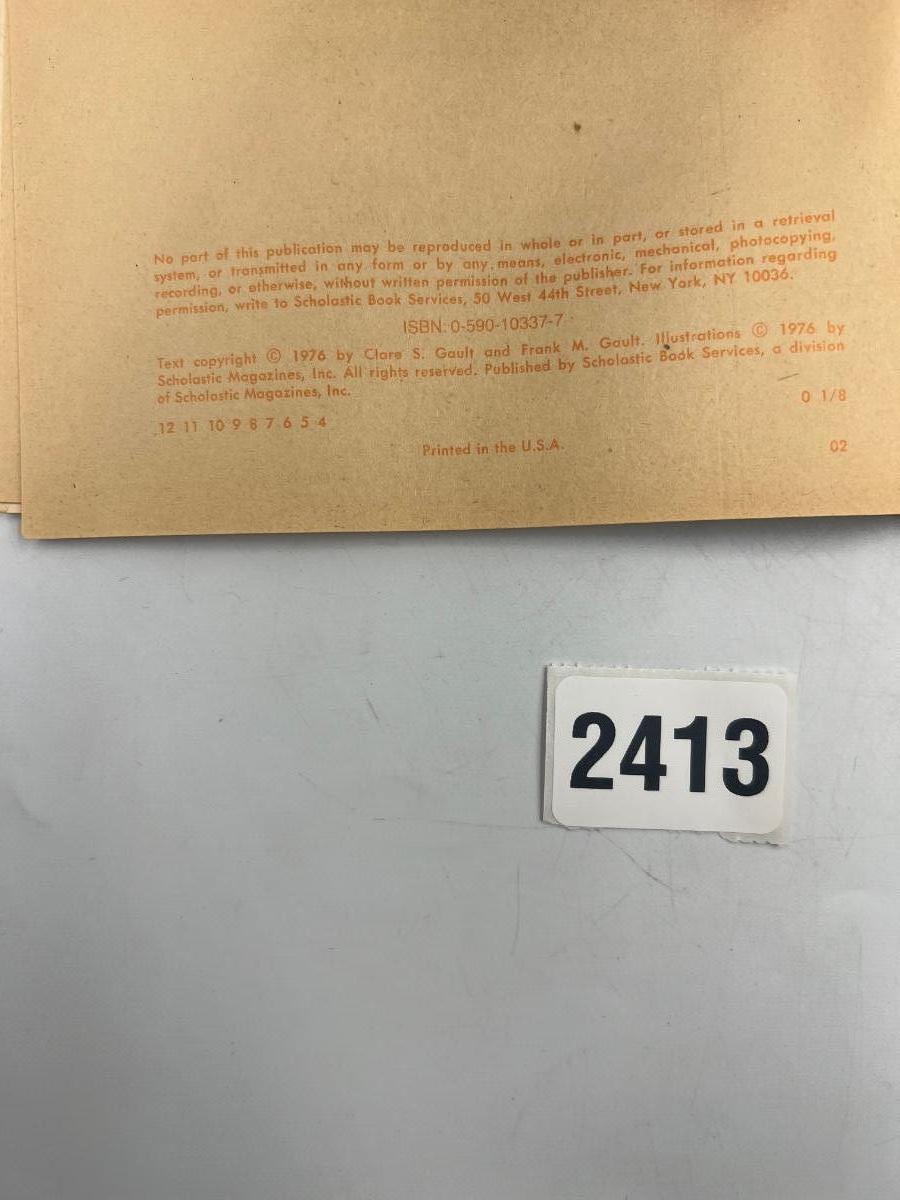 No part of this publication may be reproduced in whole or in part, or stored in a retrieval
system, or transmitted in any form or by any means, electronic, mechanical, photocopying,
recording, or otherwise, without written permission of the publisher. For information regarding
permission, write to Scholastic Book Services, 50 West 44th Street, New York, NY 10036.
ISBN: 0-590-10337-7
Text copyright © 1976 by Clare S. Gault and Frank M. Gault. Illustrations © 1976 by
Scholastic Magazines, Inc. All rights reserved. Published by Scholastic Book Services, a division
of Scholastic Magazines, Inc.
12 11 10 9 8 7 6 5 4
0 1/8
Printed in the U.S.A.
02
2413